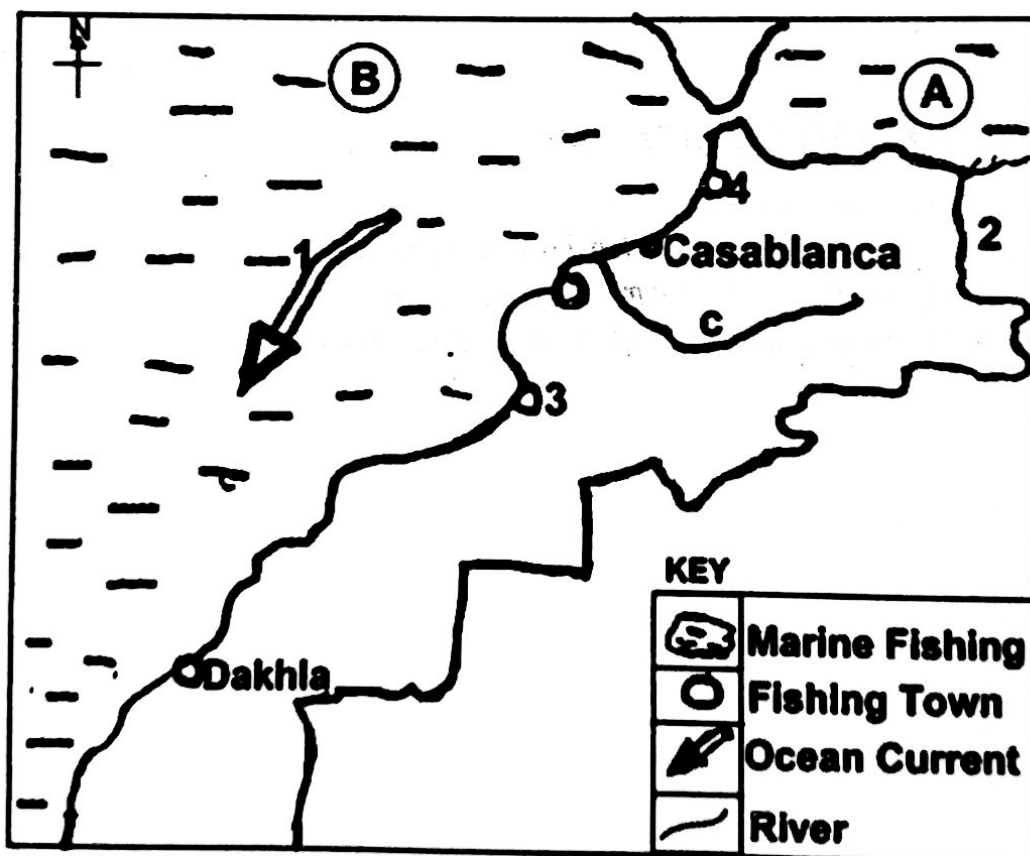 N
B
A
4
1
2
Casablanca
c
3
KEY
Marine Fishing
Fishing Town
Dakhla
Ocean Current
River